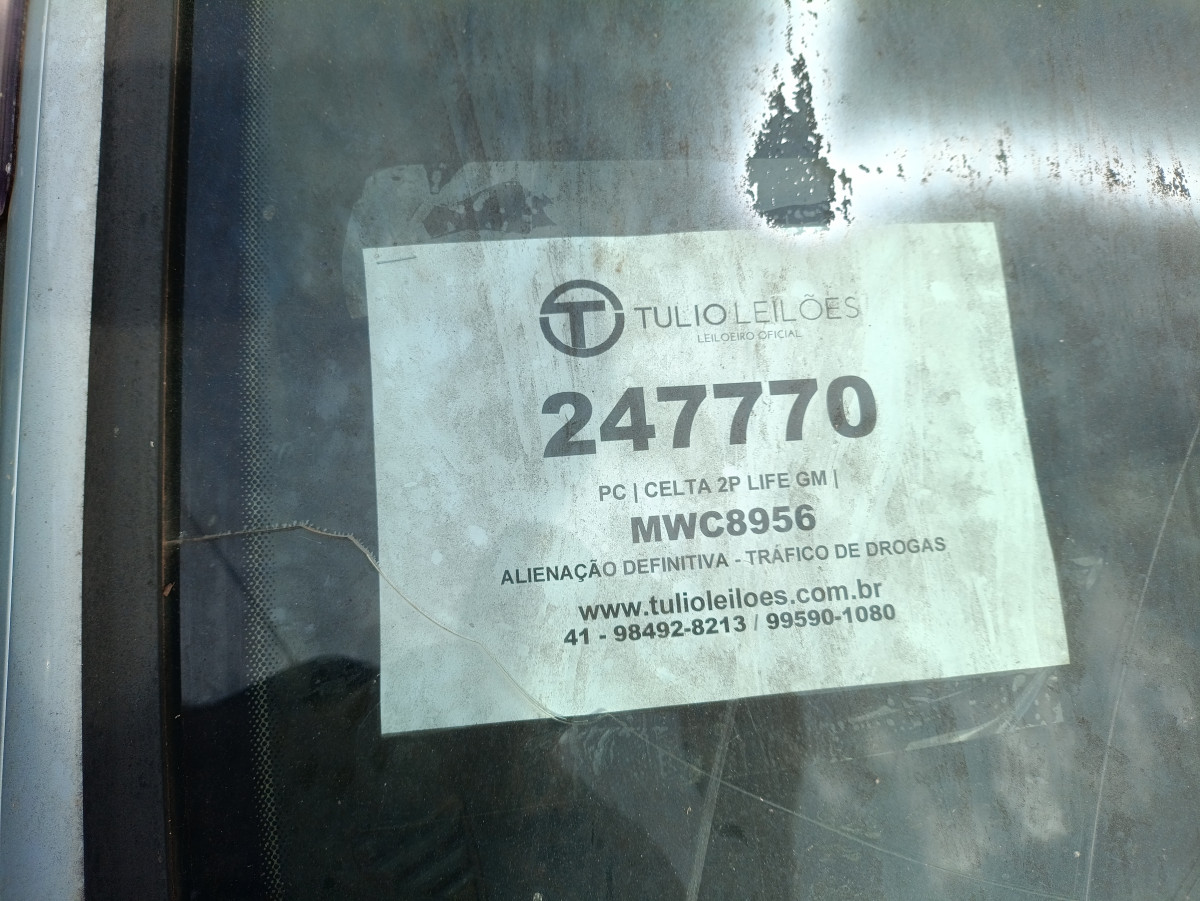 TULIO LEILÕES
LEILOEIRO OFICIAL
247770
PC | CELTA 2P LIFE GM |
MWC8956
ALIENAÇÃO DEFINITIVA - TRÁFICO DE DROGAS
www.tulioleiloes.com.br
41 - 98492-8213 / 99590-1080